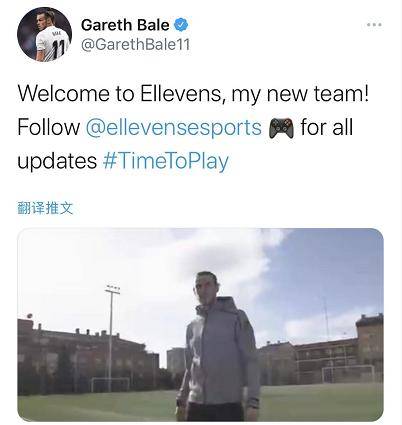 Gareth Bale
@GarethBale11
Welcome to Ellevens, my new team!
Follow @ellevensesports 🎮 for all
updates #TimeToPlay
翻译推文